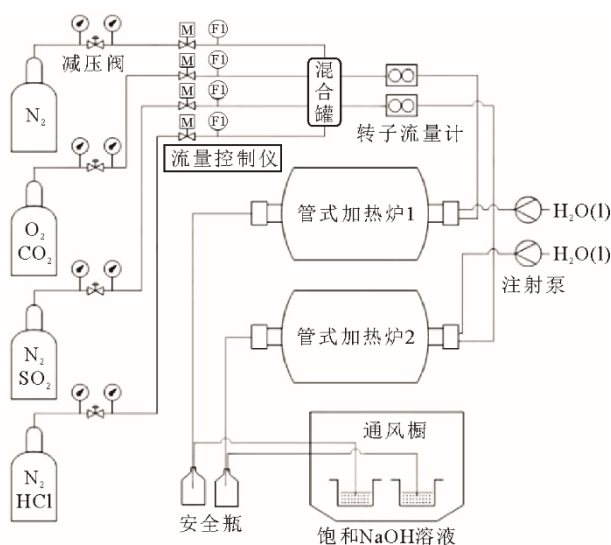 M
F1
减压阀
M
F1
M
F1
M
F1
N₂
混合罐
转子流量计
流量控制仪
O₂
CO₂
管式加热炉1
H₂O(l)
H₂O(l)
注射泵
N₂
SO₂
管式加热炉2
N₂
HCl
通风橱
安全瓶
饱和NaOH溶液